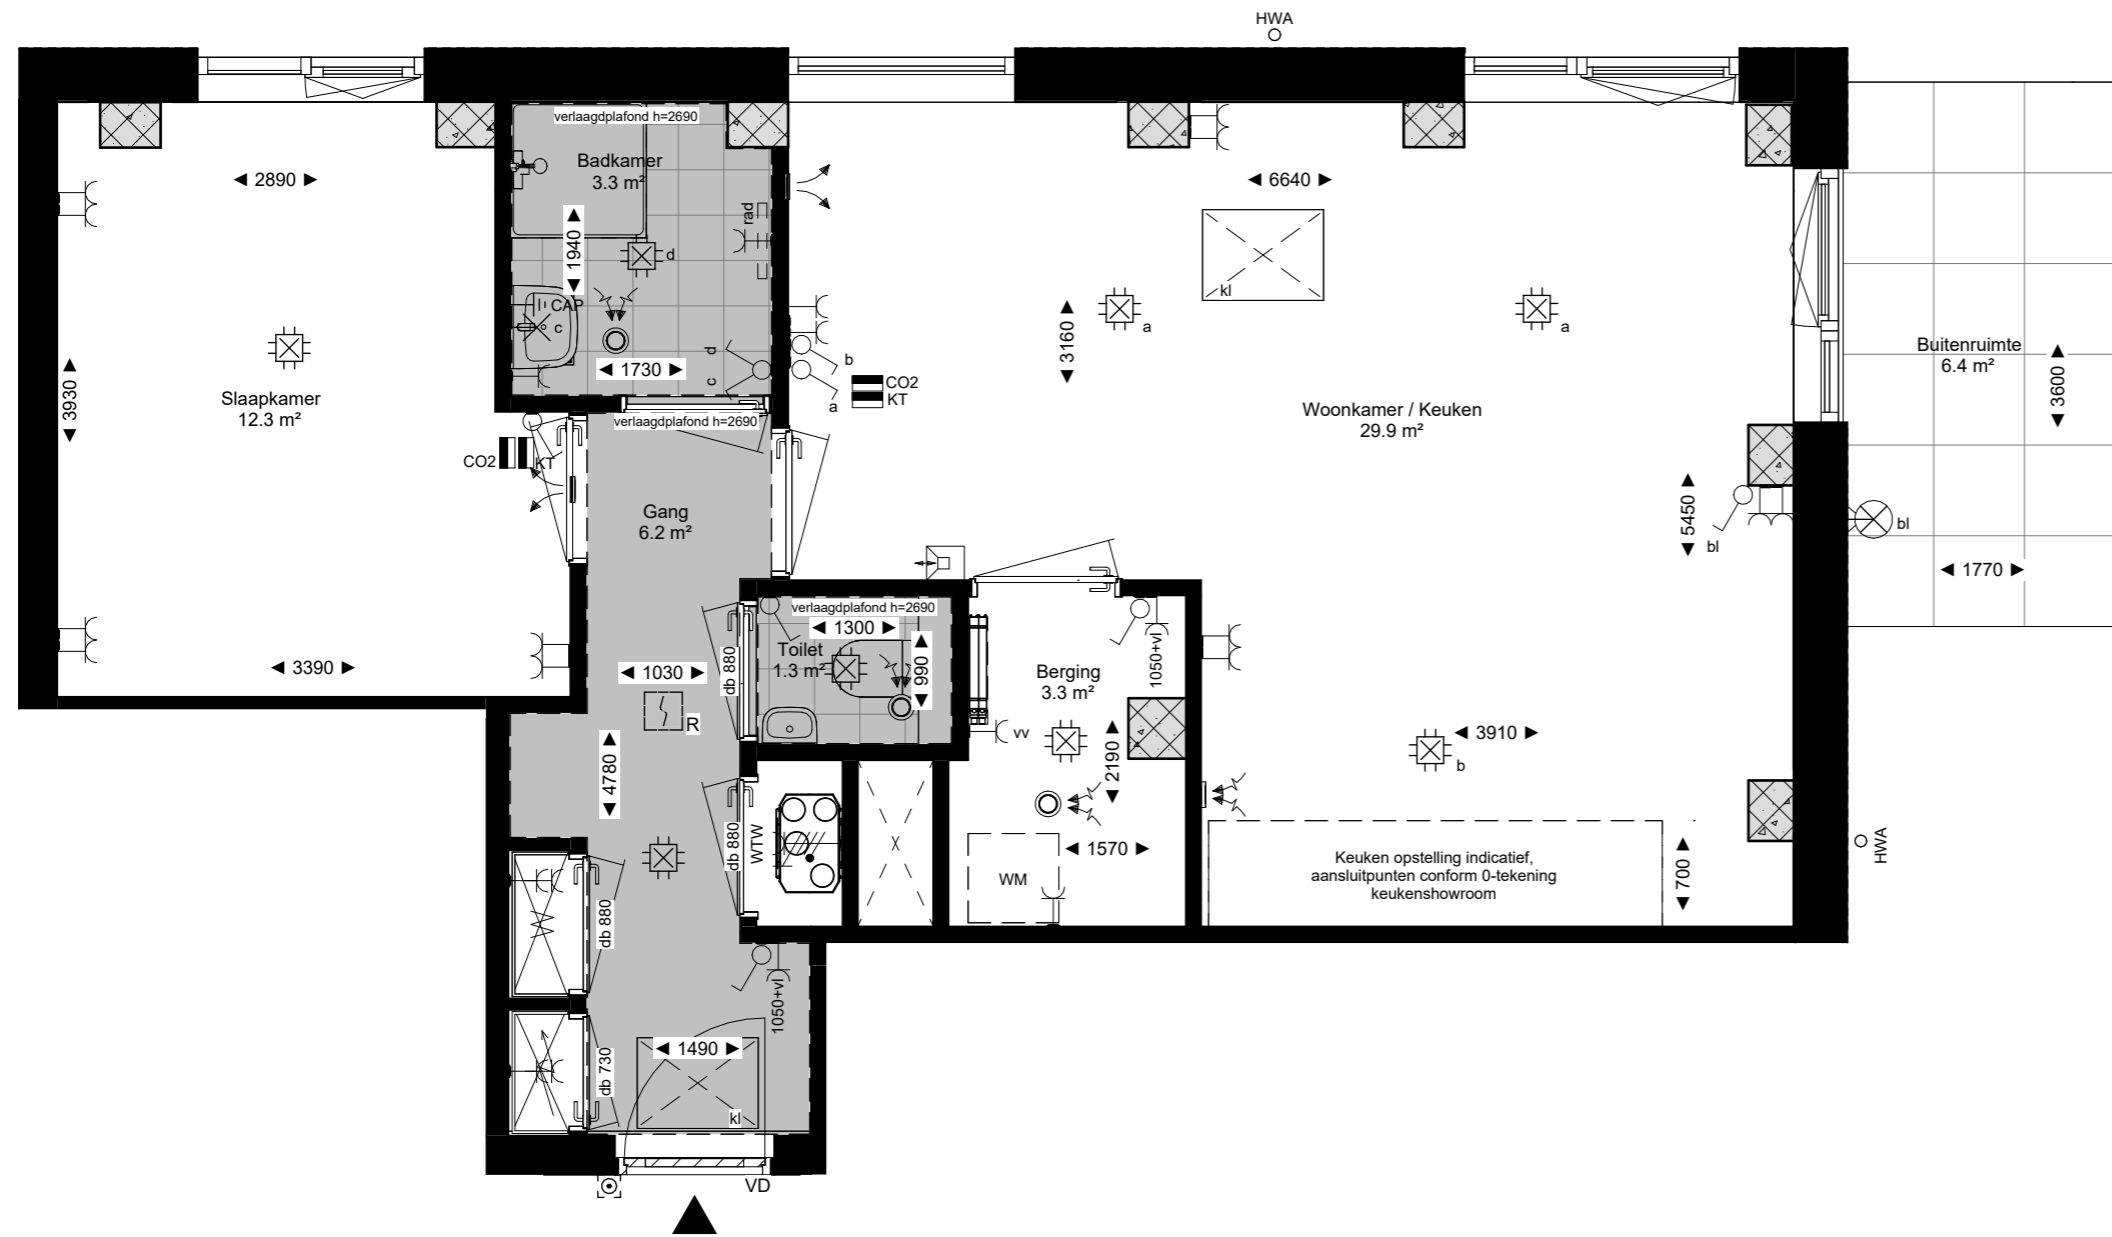 HWA
verlaagdplafond h=2690
Badkamer
3.3 m²
◄ 2890 ►
◄ 6640 ►
rad
◄ 1940 ►
d
kl
CAP
c
a
a
◄ 3160 ►
Buitenruimte
6.4 m²
◄ 3600 ►
Slaapkamer
12.3 m²
◄ 3930 ►
◄ 1730 ►
d
c
b
a
CO2
KT
Woonkamer / Keuken
29.9 m²
verlaagdplafond h=2690
CO2
KT
Gang
6.2 m²
◄ 5450 ►
bl
bl
◄ 1770 ►
verlaagdplafond h=2690
◄ 1300 ►
Toilet
1.3 m²
◄ 990 ►
db 880
◄ 3390 ►
◄ 1030 ►
R
Berging
3.3 m²
1050+vl
vv
◄ 2190 ►
◄ 3910 ►
b
◄ 4780 ►
db 880
WTW
◄ 1570 ►
WM
Keuken opstelling indicatief,
aansluitpunten conform 0-tekening
keukenshowroom
◄ 700 ►
HWA
db 880
1050+vl
db 730
◄ 1490 ►
kl
VD